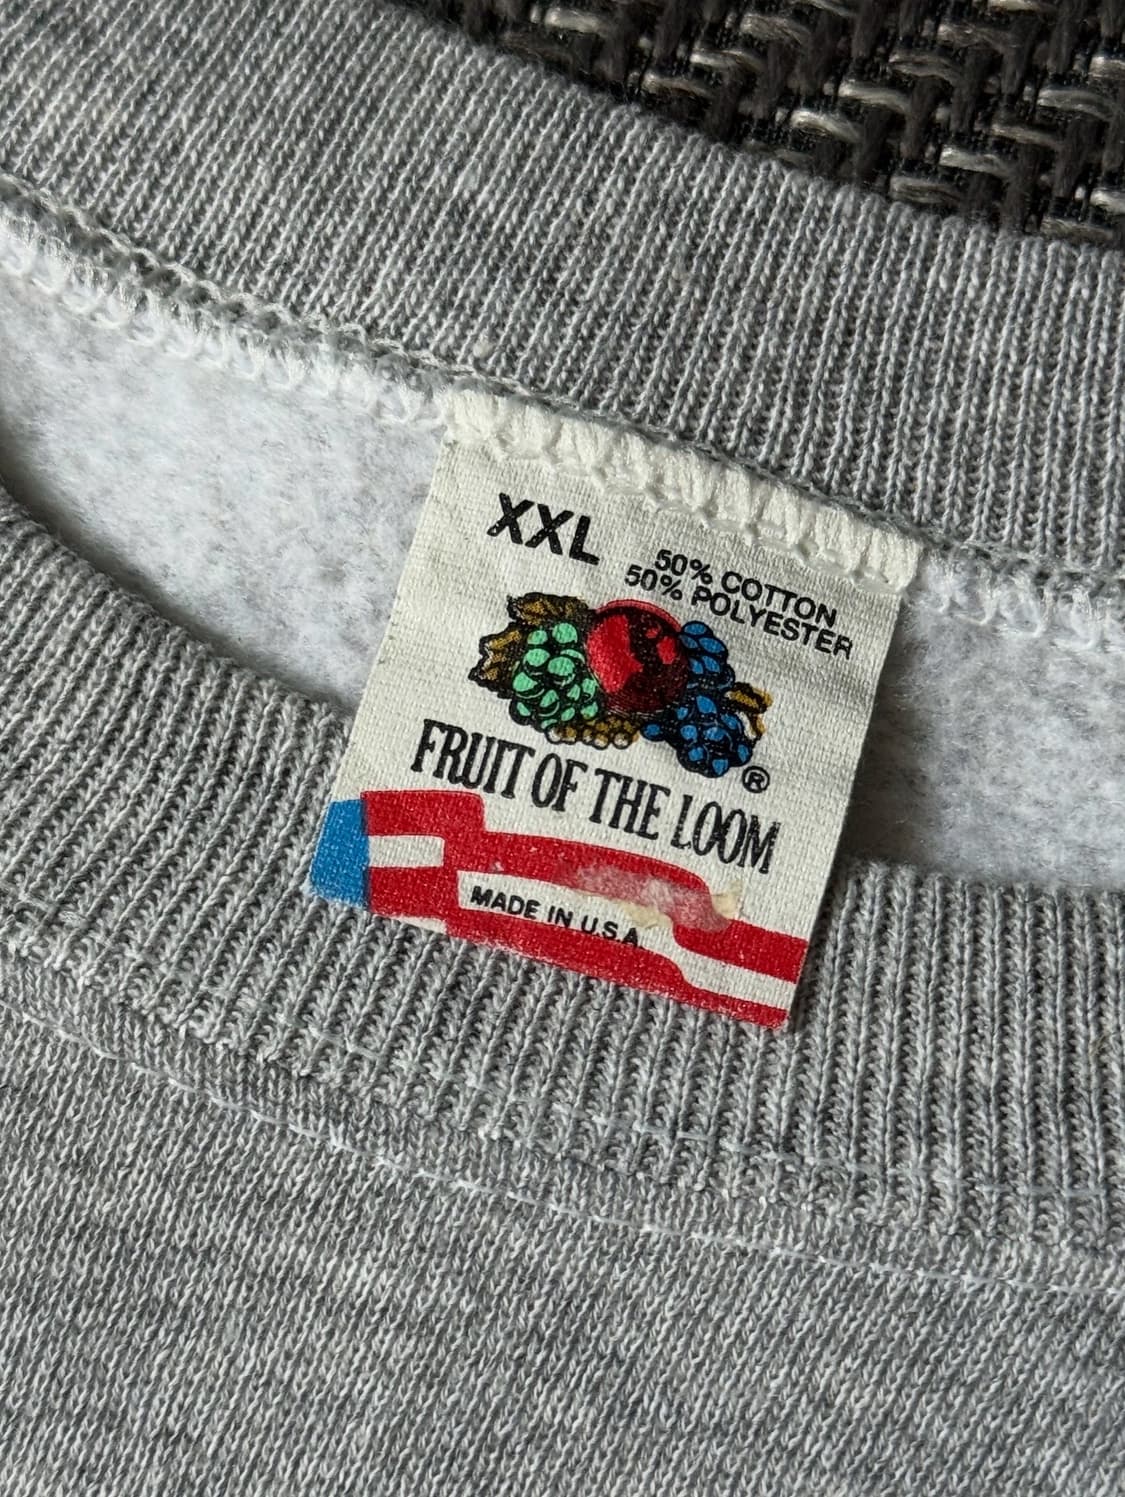 XXL
50% COTTON
50% POLYESTER
FRUIT OF THE LOOM®
MADE IN U.S.A.